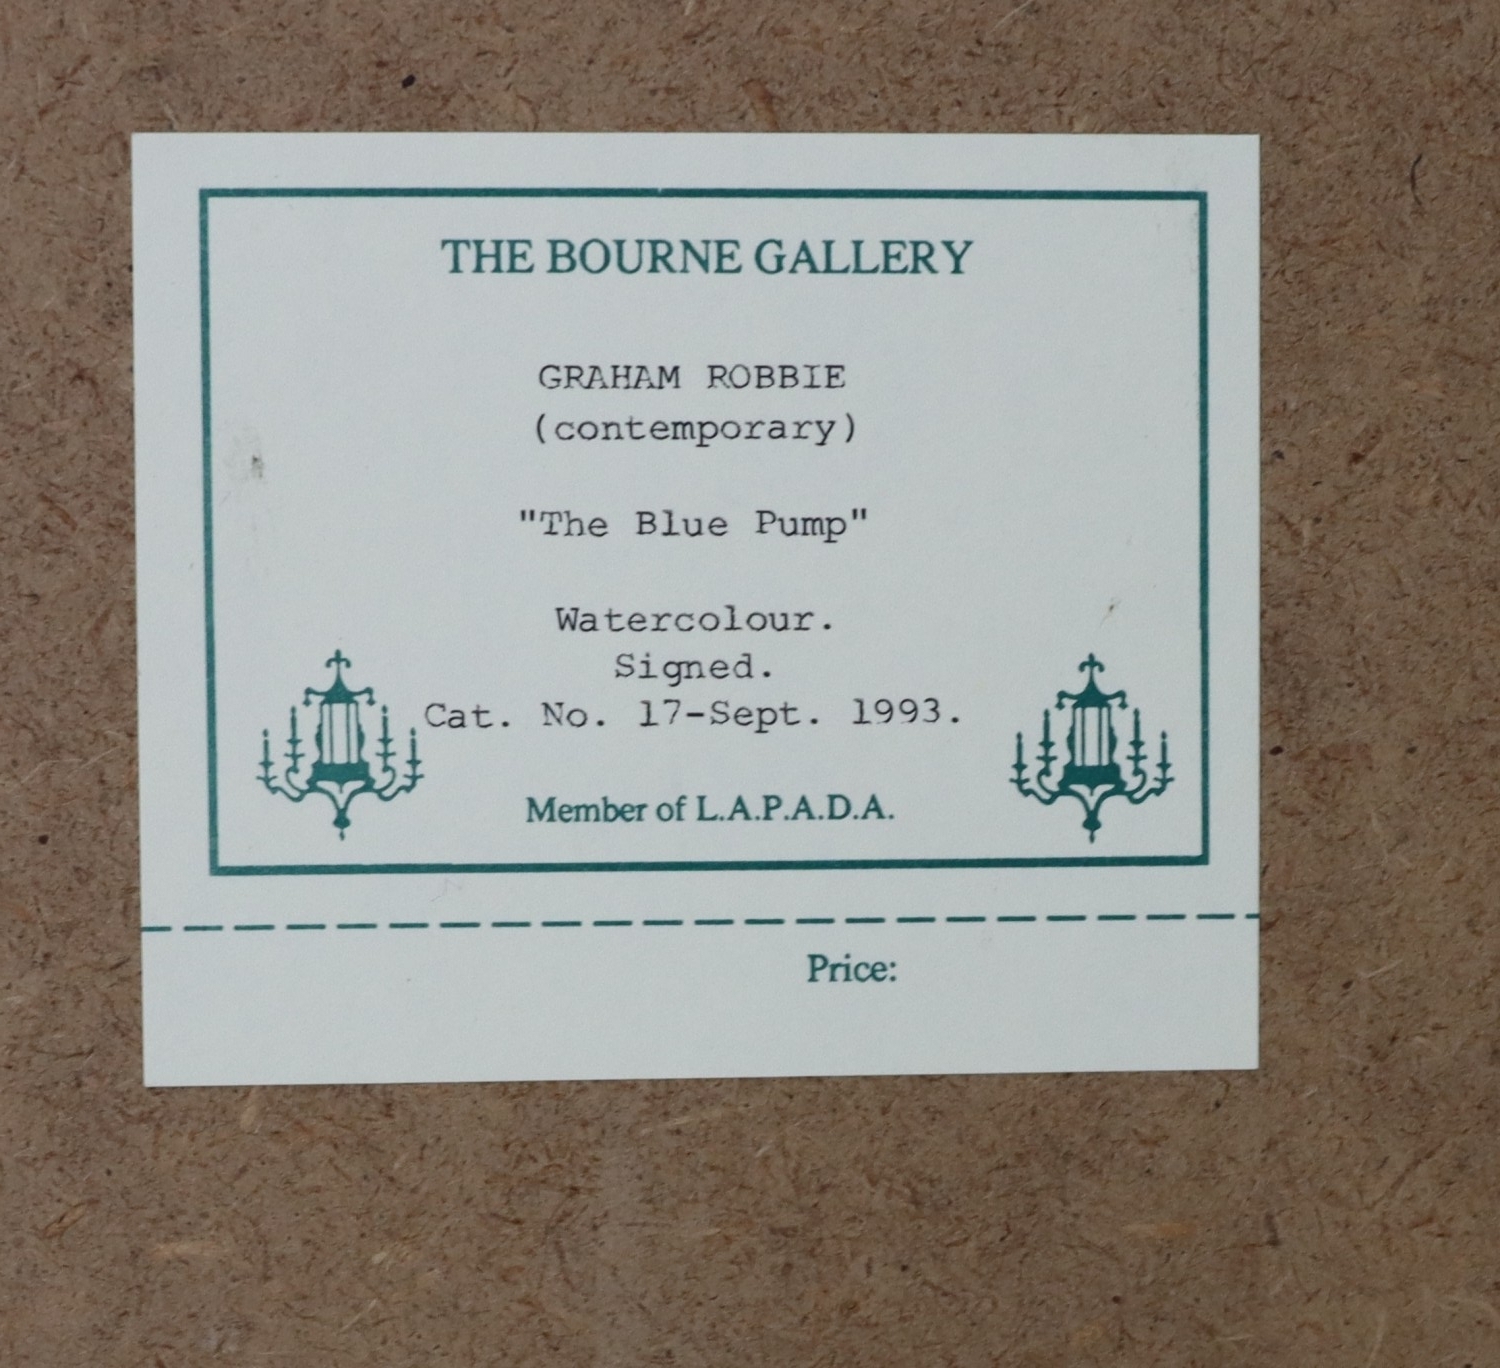 THE BOURNE GALLERY
GRAHAM ROBBIE
(contemporary)
"The Blue Pump"
Watercolour.
Signed.
Cat. No. 17-Sept. 1993.
Member of L.A.P.A.D.A.
Price: